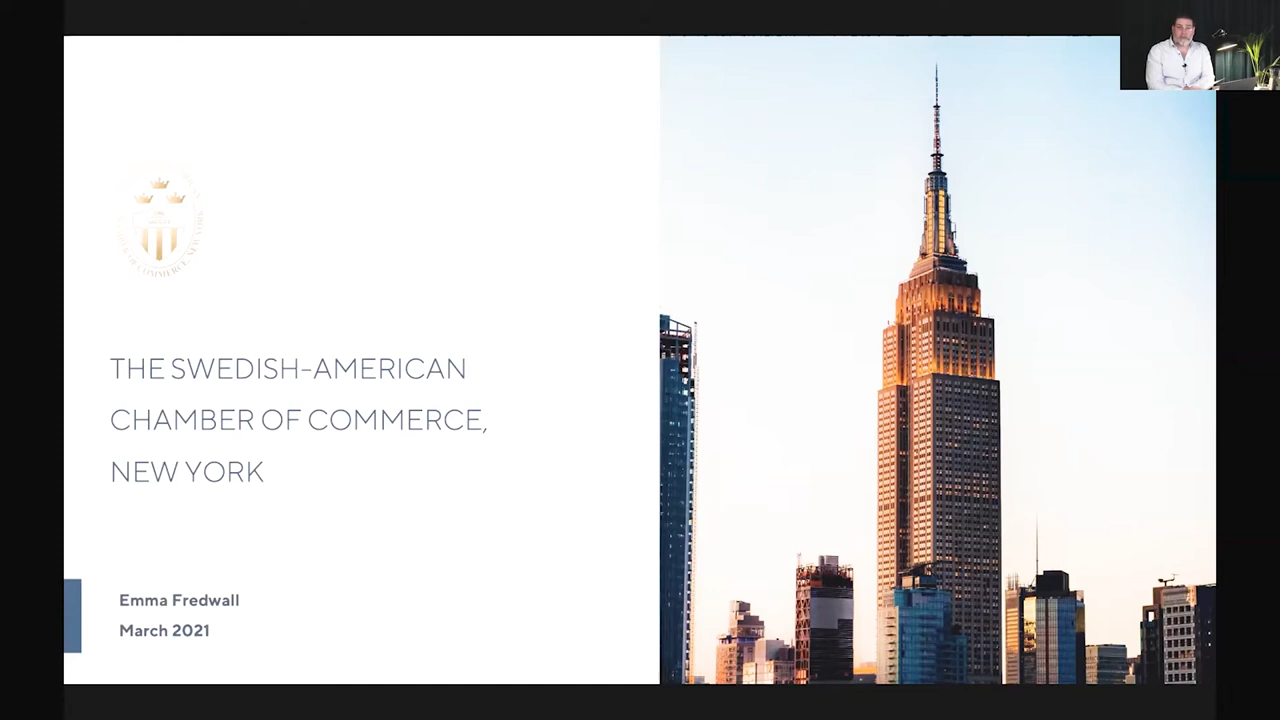 THE SWEDISH-AMERICAN
CHAMBER OF COMMERCE,
NEW YORK
Emma Fredwall
March 2021